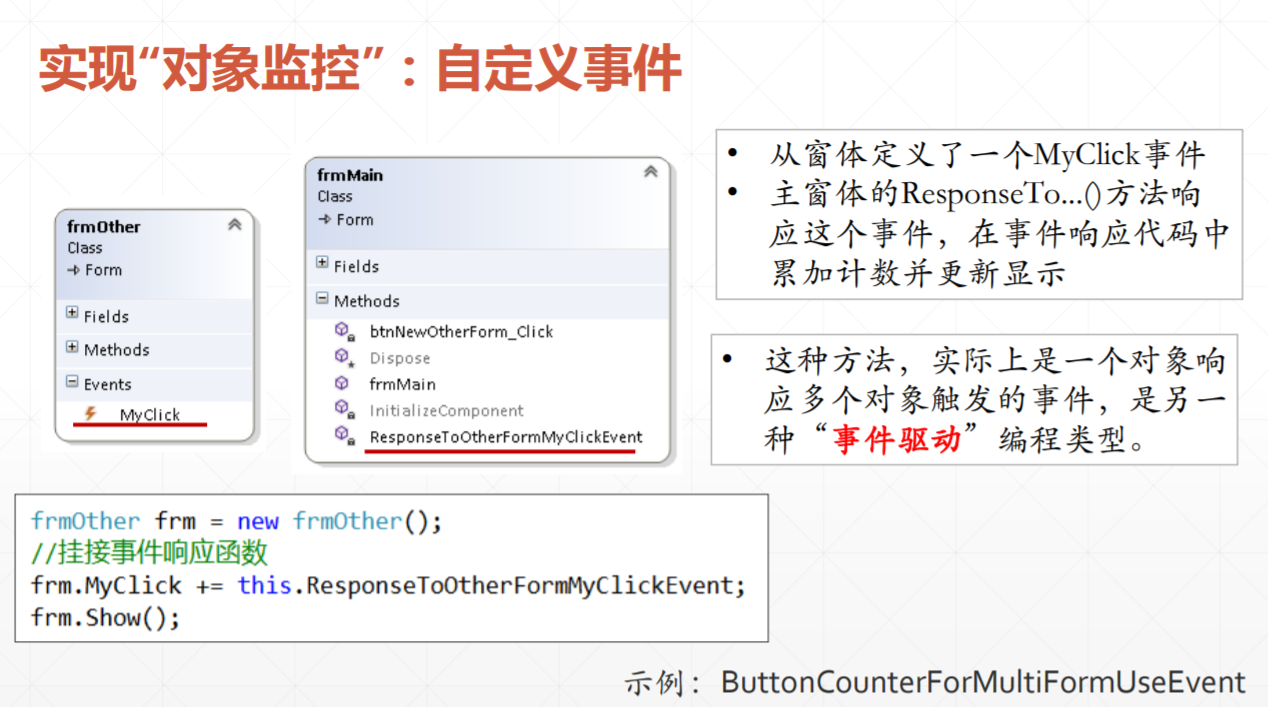 实现“对象监控”：自定义事件
frmOther
Class
Form
Fields
Methods
Events
MyClick
frmMain
Class
Form
Fields
Methods
btnNewOtherForm_Click
Dispose
frmMain
InitializeComponent
ResponseToOtherFormMyClickEvent
• 从窗体定义了一个MyClick事件
• 主窗体的ResponseTo...()方法响
应这个事件，在事件响应代码中
累加计数并更新显示
• 这种方法，实际上是一个对象响
应多个对象触发的事件，是另一
种“事件驱动”编程类型。
frmOther frm = new frmOther();
//挂接事件响应函数
frm.MyClick += this.ResponseToOtherFormMyClickEvent;
frm.Show();
示例：ButtonCounterForMultiFormUseEvent